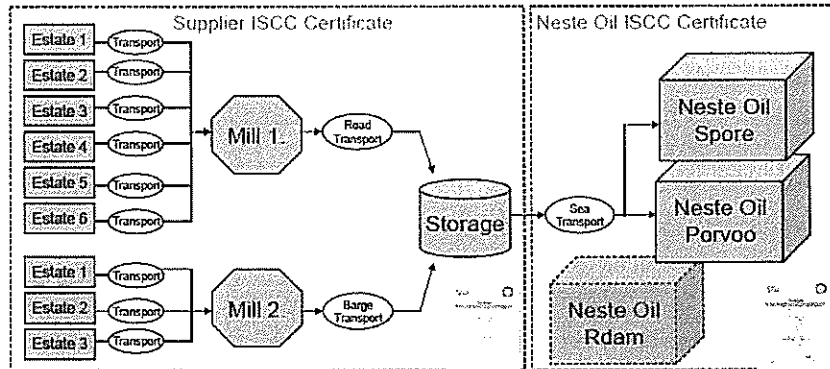 Supplier ISCC Certificate
Neste Oil ISCC Certificate
Estate 1
Transport
Estate 2
Transport
Estate 3
Transport
Estate 4
Transport
Estate 5
Transport
Estate 6
Transport
Mill 1
Road
Transport
Estate 1
Transport
Estate 2
Transport
Estate 3
Transport
Mill 2
Barge
Transport
Storage
Sea
Transport
Neste Oil
Spore
Neste Oil
Porvoo
Neste Oil
Rdam